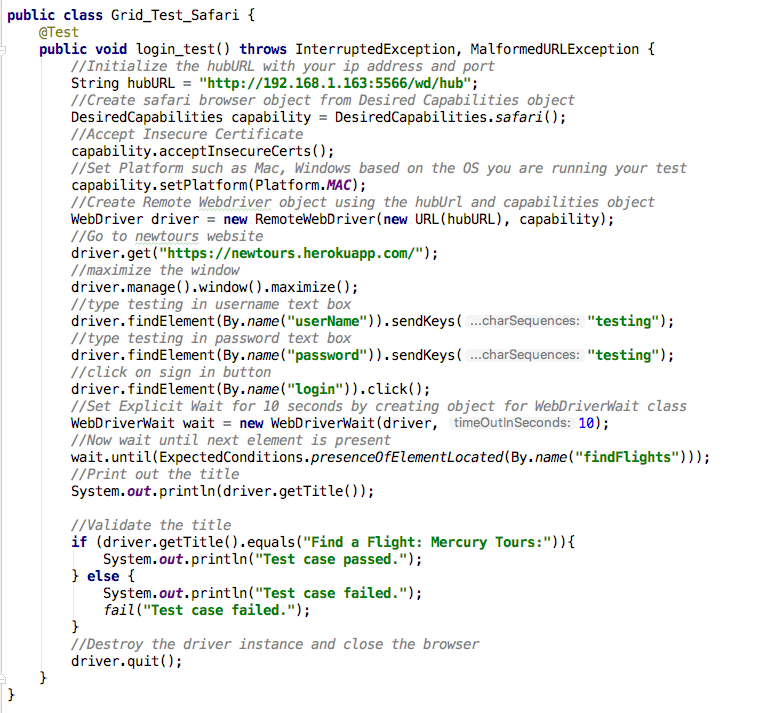 public class Grid_Test_Safari {
    @Test
    public void login_test() throws InterruptedException, MalformedURLException {
        //Initialize the hubURL with your ip address and port
        String hubURL = "http://192.168.1.163:5566/wd/hub";
        //Create safari browser object from Desired Capabilities object
        DesiredCapabilities capability = DesiredCapabilities.safari();
        //Accept Insecure Certificate
        capability.acceptInsecureCerts();
        //Set Platform such as Mac, Windows based on the OS you are running your test
        capability.setPlatform(Platform.MAC);
        //Create Remote Webdriver object using the hubUrl and capabilities object
        WebDriver driver = new RemoteWebDriver(new URL(hubURL), capability);
        //Go to newtours website
        driver.get("https://newtours.herokuapp.com/");
        //maximize the window
        driver.manage().window().maximize();
        //type testing in username text box
        driver.findElement(By.name("userName")).sendKeys( ...charSequences: "testing");
        //type testing in password text box
        driver.findElement(By.name("password")).sendKeys( ...charSequences: "testing");
        //click on sign in button
        driver.findElement(By.name("login")).click();
        //Set Explicit Wait for 10 seconds by creating object for WebDriverWait class
        WebDriverWait wait = new WebDriverWait(driver, timeOutInSeconds: 10);
        //Now wait until next element is present
        wait.until(ExpectedConditions.presenceOfElementLocated(By.name("findFlights")));
        //Print out the title
        System.out.println(driver.getTitle());

        //Validate the title
        if (driver.getTitle().equals("Find a Flight: Mercury Tours:")){
            System.out.println("Test case passed.");
        } else {
            System.out.println("Test case failed.");
            fail("Test case failed.");
        }
        //Destroy the driver instance and close the browser
        driver.quit();
    }
}